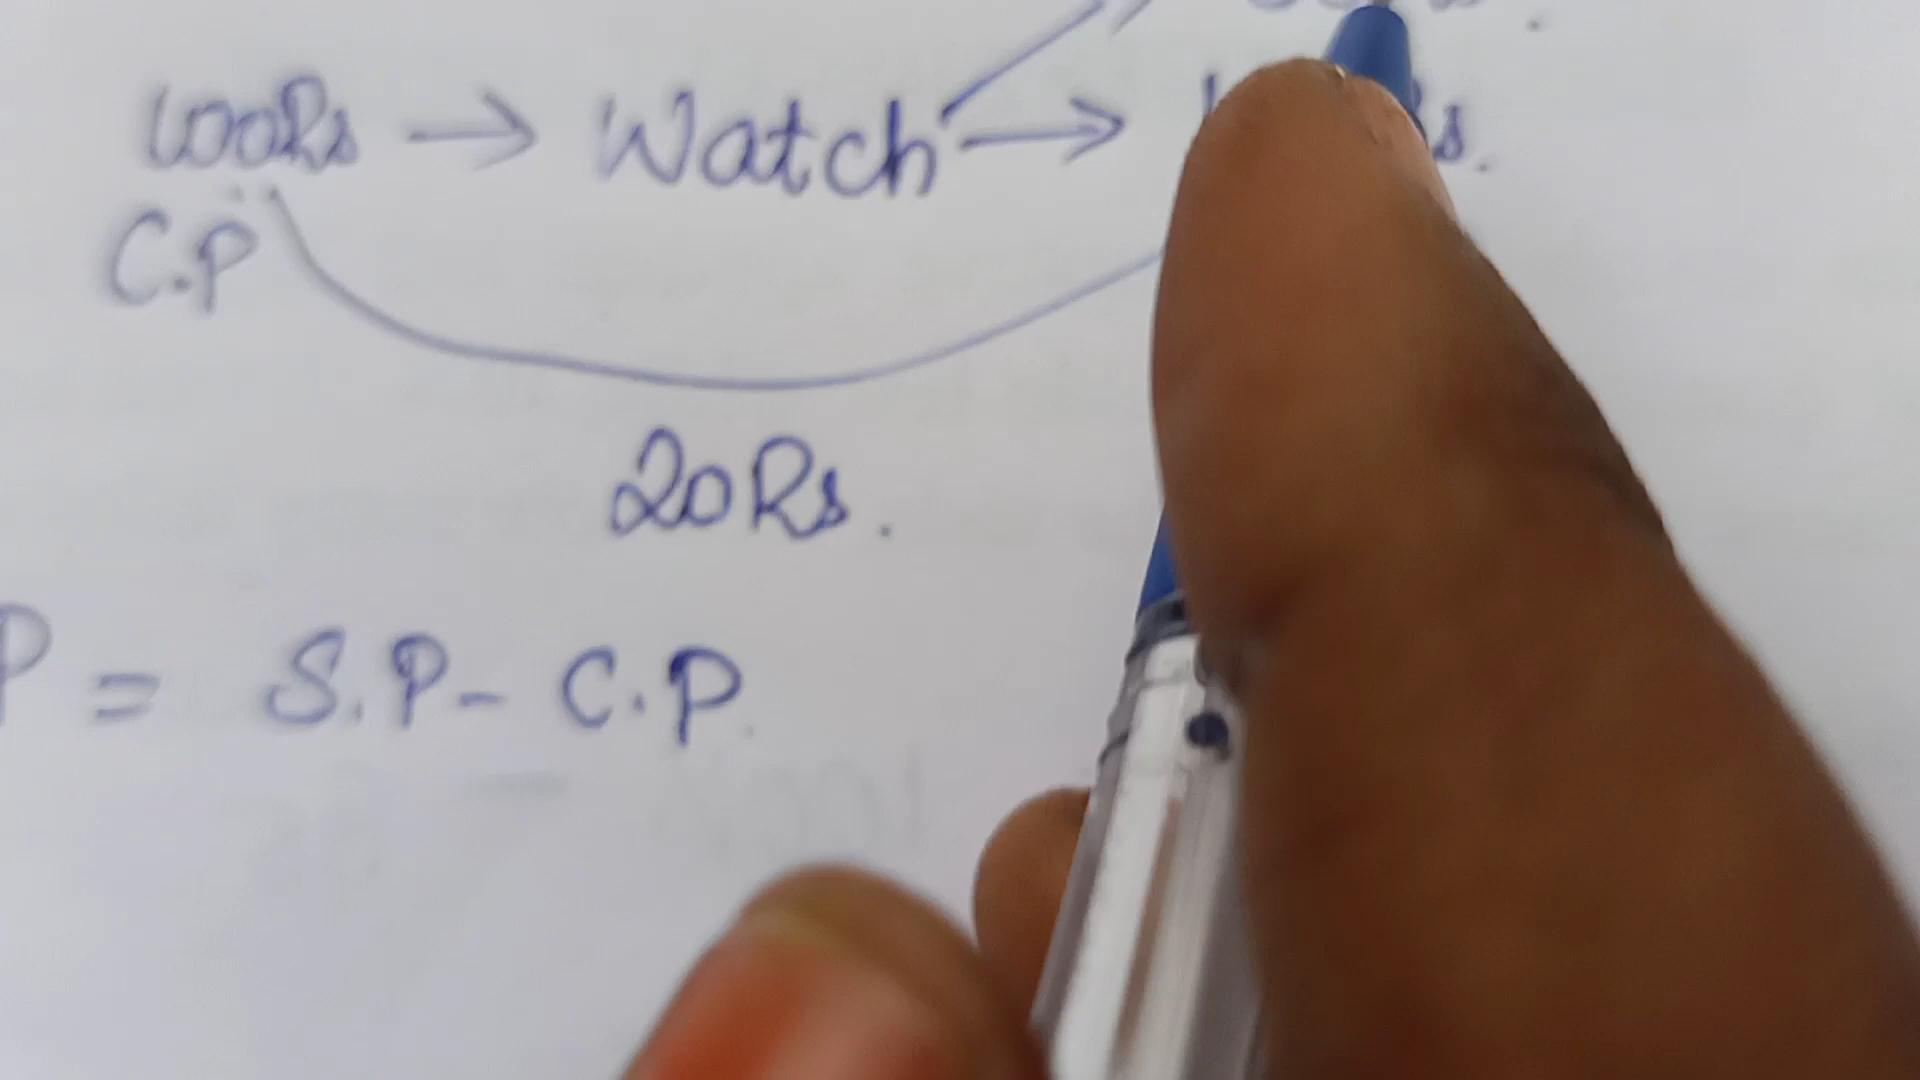 100Rs → Watch →
C.P
20Rs.
P = S.P - C.P